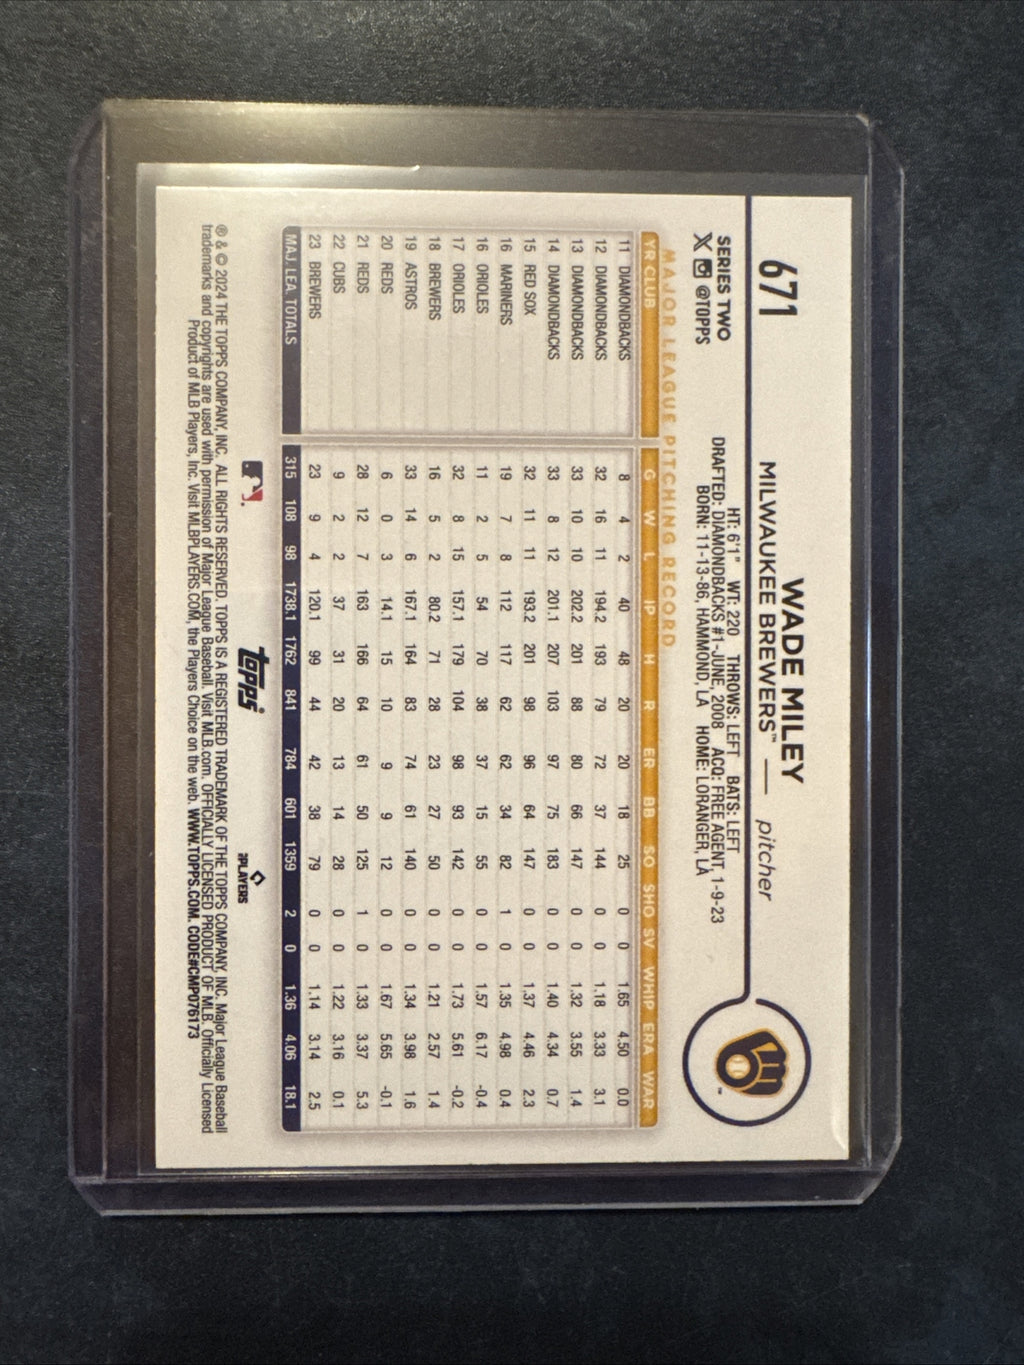 671
WADE MILEY
MILWAUKEE BREWERS™ — pitcher
SERIES TWO
@TOPPS
HT: 6'1" WT: 220 THROWS: LEFT BATS: LEFT
DRAFTED: DIAMONDBACKS #1-JUNE, 2008 ACQ: FREE AGENT, 1-9-23
BORN: 11-13-86, HAMMOND, LA HOME: LORANGER, LA
MAJOR LEAGUE PITCHING RECORD
YR CLUB G W L IP H R ER BB SO SHO SV WHIP ERA WAR
11 DIAMONDBACKS 8 4 2 40 48 20 20 18 25 0 0 1.65 4.50 0.0
12 DIAMONDBACKS 32 16 11 194.2 193 79 72 37 144 0 0 1.18 3.33 3.1
13 DIAMONDBACKS 33 10 10 202.2 201 88 80 66 147 0 0 1.32 3.55 1.4
14 DIAMONDBACKS 33 8 12 201.1 207 103 97 75 183 0 0 1.40 4.34 0.7
15 RED SOX 32 11 11 193.2 201 98 96 64 147 0 0 1.37 4.46 2.3
16 MARINERS 19 7 8 112 117 62 62 34 82 1 0 1.35 4.98 0.4
16 ORIOLES 11 2 5 54 70 38 37 15 55 0 0 1.57 6.17 -0.4
17 ORIOLES 32 8 15 157.1 179 104 98 93 142 0 0 1.73 5.61 -0.2
18 BREWERS 16 5 2 80.2 71 28 23 27 50 0 0 1.21 2.57 1.4
19 ASTROS 33 14 6 167.1 164 83 74 61 140 0 0 1.34 3.98 1.6
20 REDS 6 0 3 14.1 15 10 9 9 12 0 0 1.67 5.65 -0.1
21 REDS 28 12 7 163 166 64 61 50 125 1 0 1.33 3.37 5.3
22 CUBS 9 2 2 37 31 20 13 14 28 0 0 1.22 3.16 0.1
23 BREWERS 23 9 4 120.1 99 44 42 38 79 0 0 1.14 3.14 2.5
MAJ. LEA. TOTALS 315 108 98 1738.1 1762 841 784 601 1359 2 0 1.36 4.06 18.1
topps®
PLAYERS
® & © 2024 THE TOPPS COMPANY, INC. ALL RIGHTS RESERVED. TOPPS IS A REGISTERED TRADEMARK OF THE TOPPS COMPANY, INC. Major League Baseball
trademarks and copyrights are used with permission of Major League Baseball. Visit MLB.com. OFFICIALLY LICENSED PRODUCT OF MLB. Officially Licensed
Product of MLB Players, Inc. Visit MLBPLAYERS.COM, the Players Choice on the web. WWW.TOPPS.COM. CODE#CMP076173